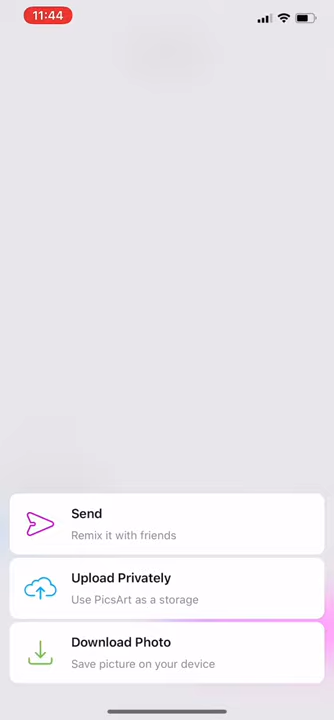 11:44
Send
Remix it with friends
Upload Privately
Use PicsArt as a storage
Download Photo
Save picture on your device